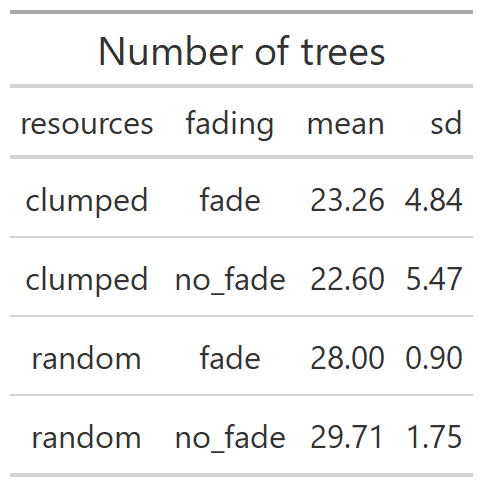 Number of trees
resources fading mean sd
clumped fade 23.26 4.84
clumped no_fade 22.60 5.47
random fade 28.00 0.90
random no_fade 29.71 1.75